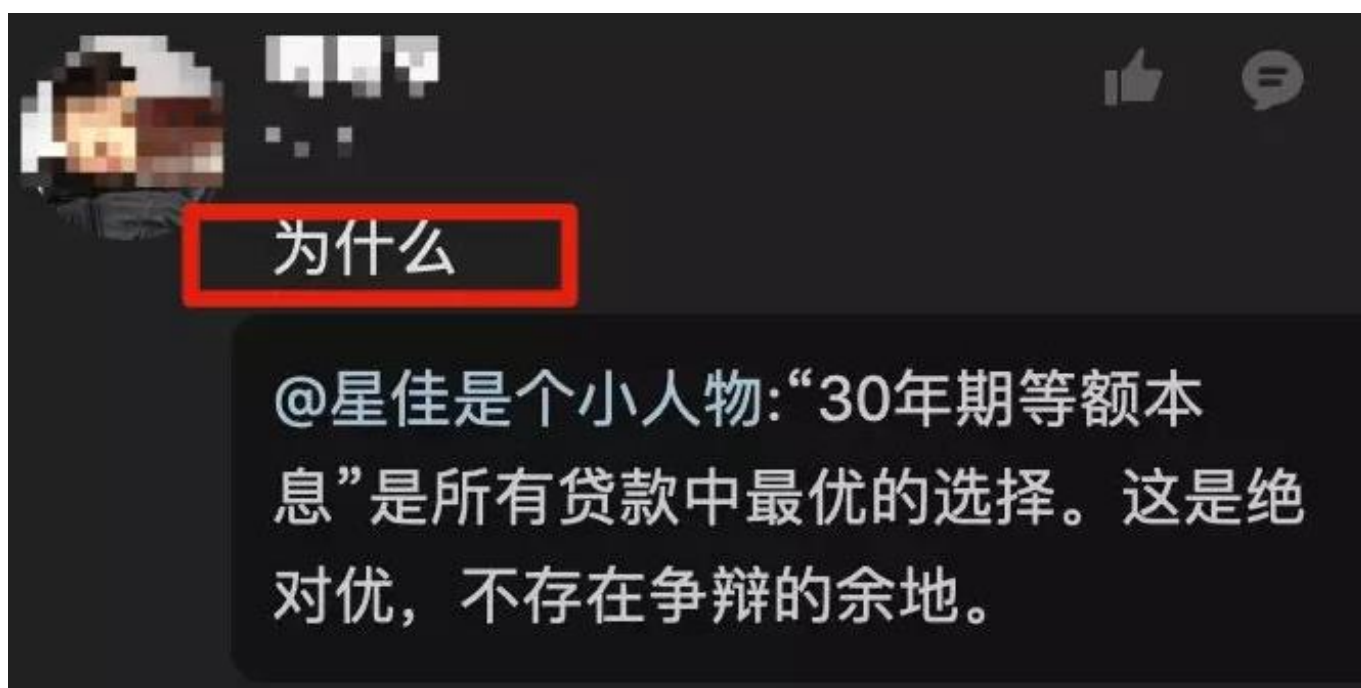 为什么
@星佳是个小人物:“30年期等额本
息”是所有贷款中最优的选择。这是绝
对优，不存在争辩的余地。